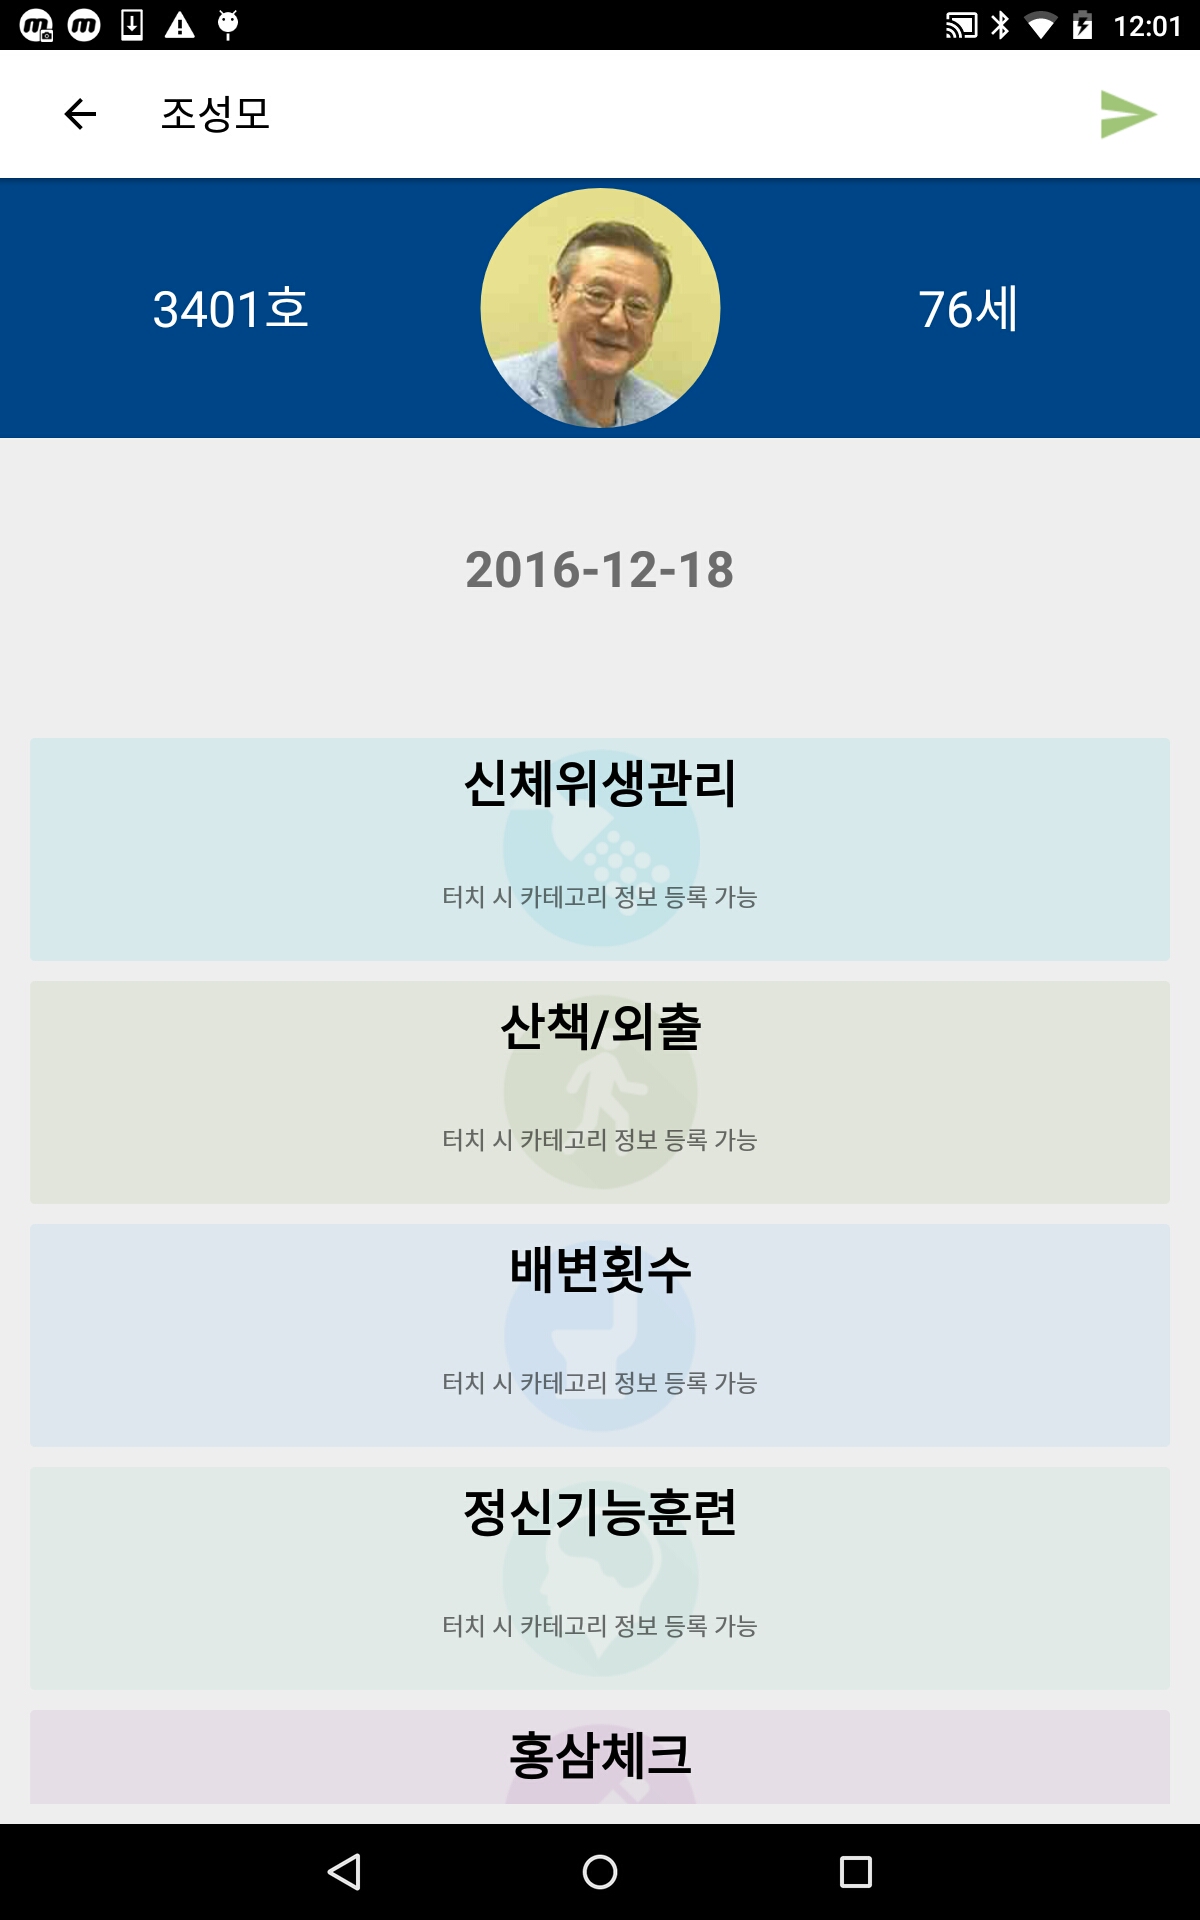 12:01
조성모
3401호
76세
2016-12-18
신체위생관리
터치 시 카테고리 정보 등록 가능
산책/외출
터치 시 카테고리 정보 등록 가능
배변횟수
터치 시 카테고리 정보 등록 가능
정신기능훈련
터치 시 카테고리 정보 등록 가능
홍삼체크